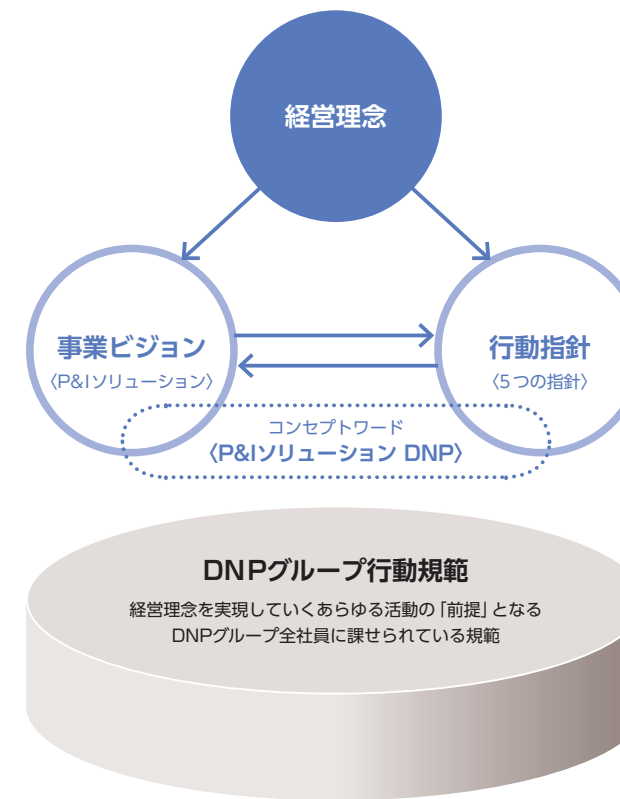 経営理念
事業ビジョン
〈P&Iソリューション〉
行動指針
〈5つの指針〉
コンセプトワード
〈P&Iソリューション DNP〉
DNPグループ行動規範
経営理念を実現していくあらゆる活動の「前提」となる
DNPグループ全社員に課せられている規範